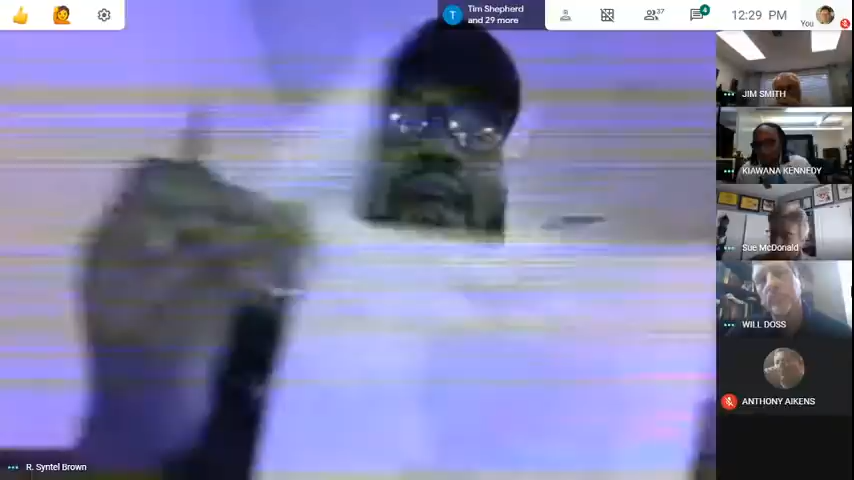 Tim Shepherd
T
and 29 more
37
4
12:29 PM
You
JIM SMITH
KIAWANA KENNEDY
Sue McDonald
WILL DOSS
ANTHONY AIKENS
R. Syntel Brown